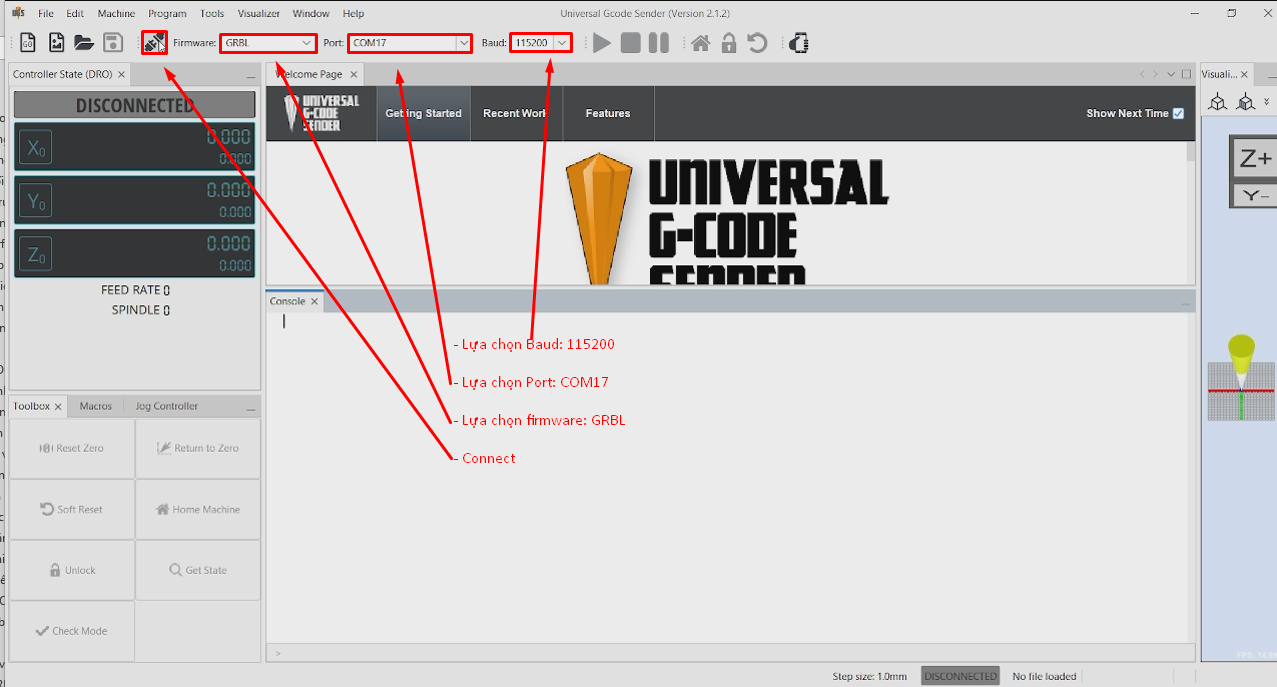 UGS File Edit Machine Program Tools Visualizer Window Help Universal Gcode Sender (Version 2.1.2)
Firmware: GRBL Port: COM17 Baud: 115200
Controller State (DRO)
DISCONNECTED
X0 0.000
0.000
Y0 0.000
0.000
Z0 0.000
0.000
FEED RATE 0
SPINDLE 0
Toolbox Macros Jog Controller
Reset Zero Return to Zero
Soft Reset Home Machine
Unlock Get State
Check Mode
Welcome Page
UNIVERSAL
G-CODE
SENDER
Getting Started Recent Work Features Show Next Time
UNIVERSAL
G-CODE
SENDER
Console
- Lựa chọn Baud: 115200
- Lựa chọn Port: COM17
- Lựa chọn firmware: GRBL
- Connect
>
Visuali...
Z+
Y-
Step size: 1.0mm DISCONNECTED No file loaded